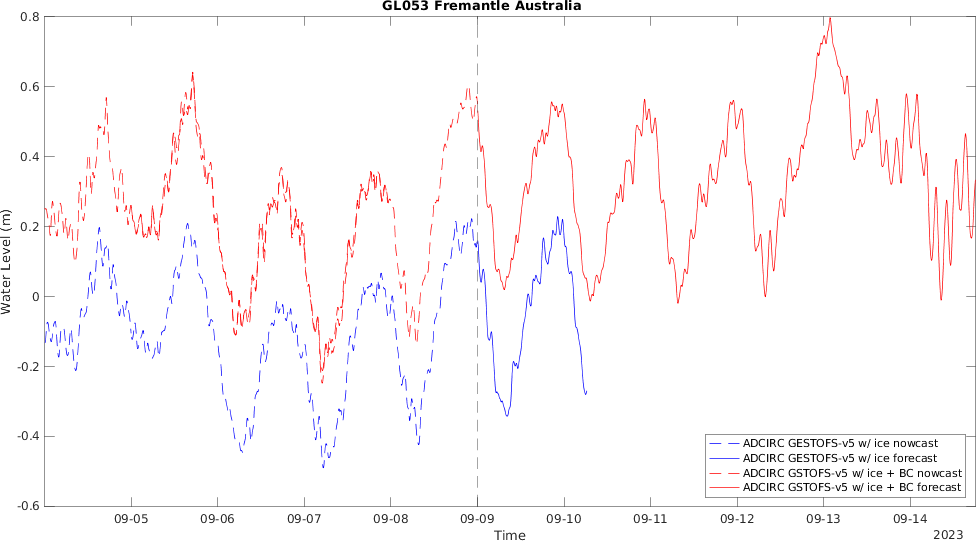 GL053 Fremantle Australia
0.8
0.6
0.4
0.2
0
-0.2
-0.4
-0.6
Water Level (m)
ADCIRC GESTOFS-v5 w/ ice nowcast
ADCIRC GESTOFS-v5 w/ ice forecast
ADCIRC GSTOFS-v5 w/ ice + BC nowcast
ADCIRC GSTOFS-v5 w/ ice + BC forecast
09-05 09-06 09-07 09-08 09-09 09-10 09-11 09-12 09-13 09-14
Time
2023